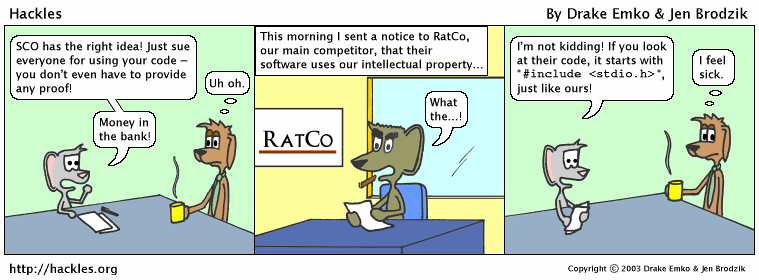 Hackles
By Drake Emko & Jen Brodzik
SCO has the right idea! Just sue
everyone for using your code –
you don't even have to provide
any proof!
Uh oh.
Money in
the bank!
This morning I sent a notice to RatCo,
our main competitor, that their
software uses our intellectual property...
What
the...!
RATCO
I'm not kidding! If you look
at their code, it starts with
"#include <stdio.h>",
just like ours!
I feel
sick.
http://hackles.org
Copyright © 2003 Drake Emko & Jen Brodzik